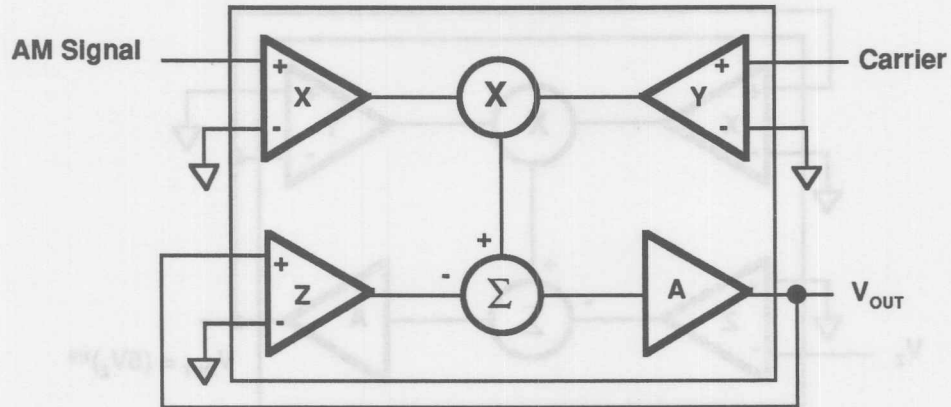 AM Signal
Carrier
+
X
-
X
+
Y
-
+
+
Z
-
-
Σ
A
V_OUT